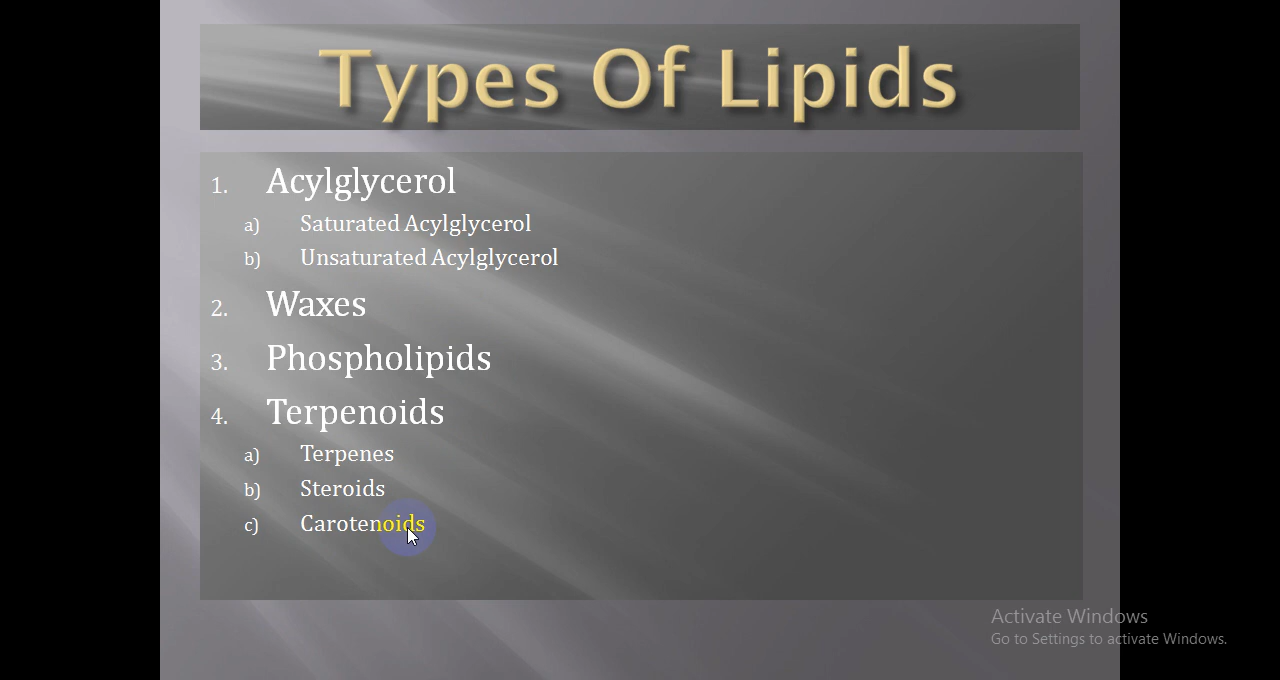 Types Of Lipids
1. Acylglycerol
a) Saturated Acylglycerol
b) Unsaturated Acylglycerol
2. Waxes
3. Phospholipids
4. Terpenoids
a) Terpenes
b) Steroids
c) Carotenoids
Activate Windows
Go to Settings to activate Windows.